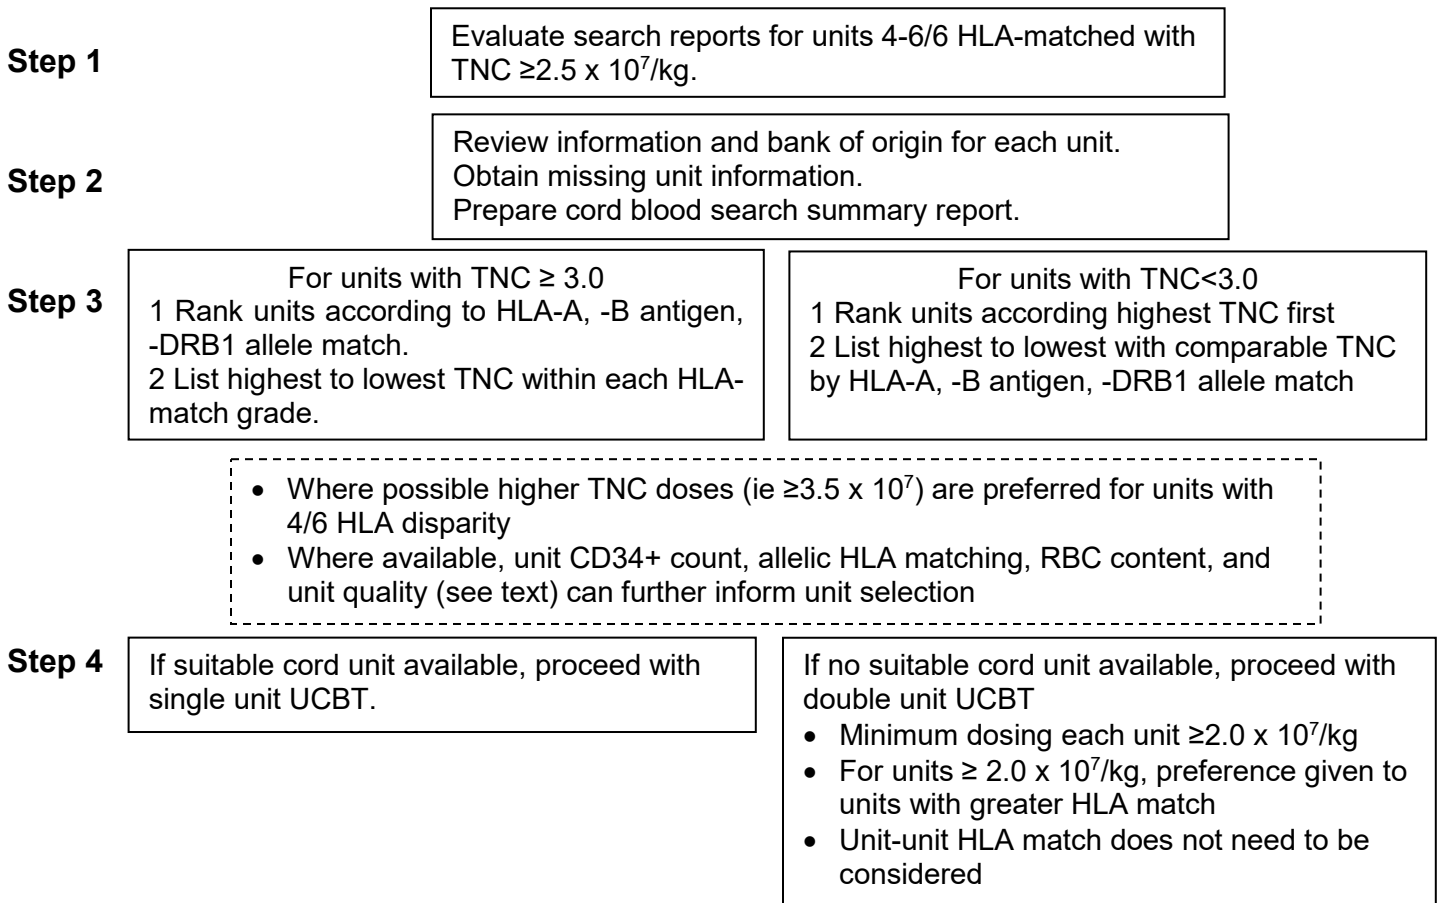 Step 1
Evaluate search reports for units 4-6/6 HLA-matched with
TNC ≥2.5 x 10⁷/kg.
Step 2
Review information and bank of origin for each unit.
Obtain missing unit information.
Prepare cord blood search summary report.
Step 3
For units with TNC ≥ 3.0
1 Rank units according to HLA-A, -B antigen,
-DRB1 allele match.
2 List highest to lowest TNC within each HLA-
match grade.
For units with TNC<3.0
1 Rank units according highest TNC first
2 List highest to lowest with comparable TNC
by HLA-A, -B antigen, -DRB1 allele match
• Where possible higher TNC doses (ie ≥3.5 x 10⁷) are preferred for units with
4/6 HLA disparity
• Where available, unit CD34+ count, allelic HLA matching, RBC content, and
unit quality (see text) can further inform unit selection
Step 4
If suitable cord unit available, proceed with
single unit UCBT.
If no suitable cord unit available, proceed with
double unit UCBT
• Minimum dosing each unit ≥2.0 x 10⁷/kg
• For units ≥ 2.0 x 10⁷/kg, preference given to
units with greater HLA match
• Unit-unit HLA match does not need to be
considered